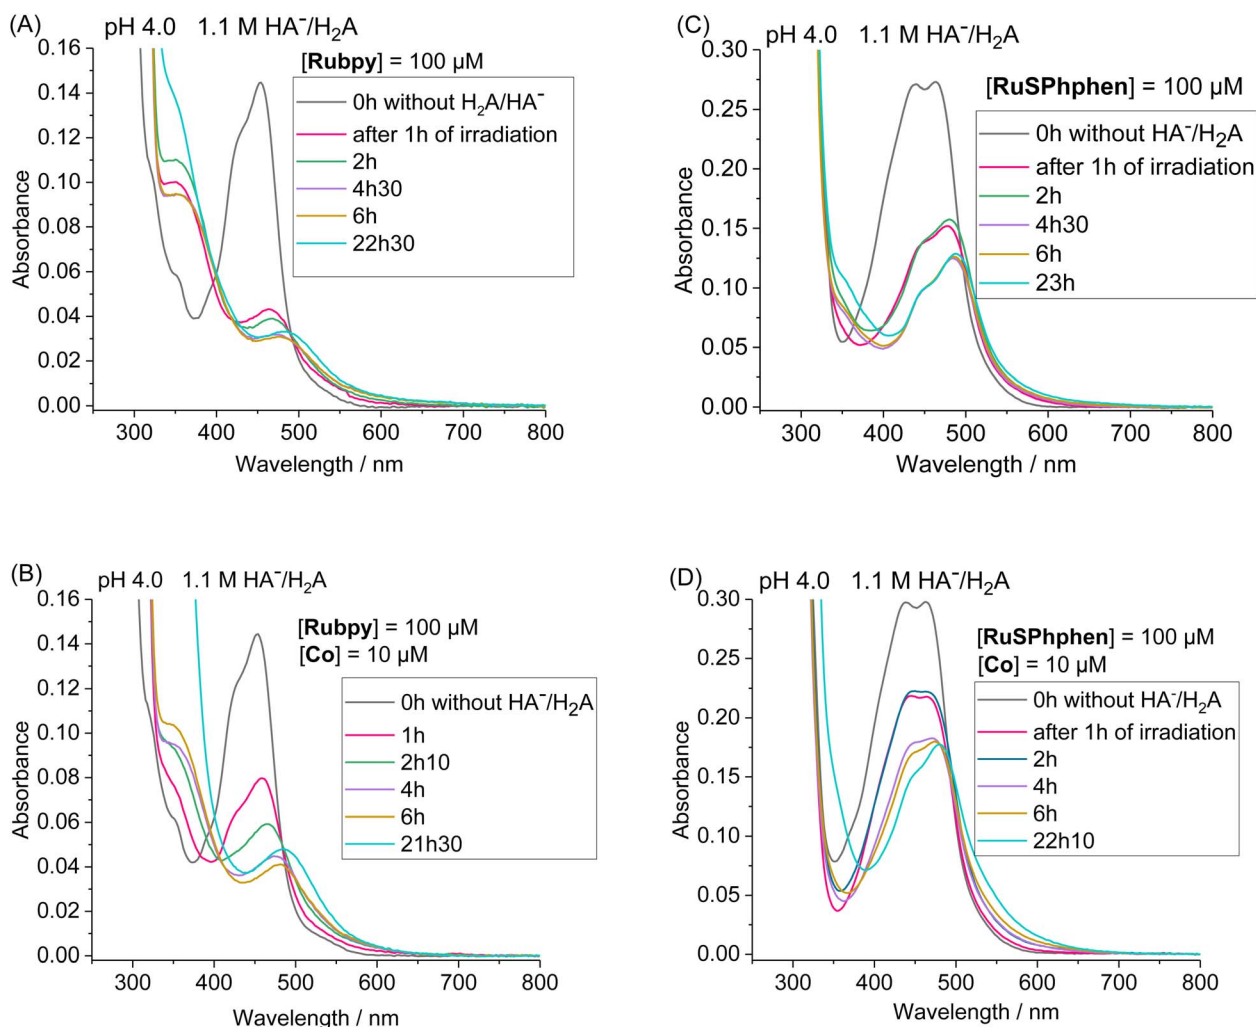 (A)
pH 4.0 1.1 M HA⁻/H₂A
[Rubpy] = 100 µM
0h without H₂A/HA⁻
after 1h of irradiation
2h
4h30
6h
22h30
0.16
0.14
0.12
0.10
0.08
0.06
0.04
0.02
0.00
Absorbance
300 400 500 600 700 800
Wavelength / nm
(C)
pH 4.0 1.1 M HA⁻/H₂A
[RuSPhphen] = 100 µM
0h without HA⁻/H₂A
after 1h of irradiation
2h
4h30
6h
23h
0.30
0.25
0.20
0.15
0.10
0.05
0.00
Absorbance
300 400 500 600 700 800
Wavelength / nm
(B)
pH 4.0 1.1 M HA⁻/H₂A
[Rubpy] = 100 µM
[Co] = 10 µM
0h without HA⁻/H₂A
1h
2h10
4h
6h
21h30
0.16
0.14
0.12
0.10
0.08
0.06
0.04
0.02
0.00
Absorbance
300 400 500 600 700 800
Wavelength / nm
(D)
pH 4.0 1.1 M HA⁻/H₂A
[RuSPhphen] = 100 µM
[Co] = 10 µM
0h without HA⁻/H₂A
after 1h of irradiation
2h
4h
6h
22h10
0.30
0.25
0.20
0.15
0.10
0.05
0.00
Absorbance
300 400 500 600 700 800
Wavelength / nm